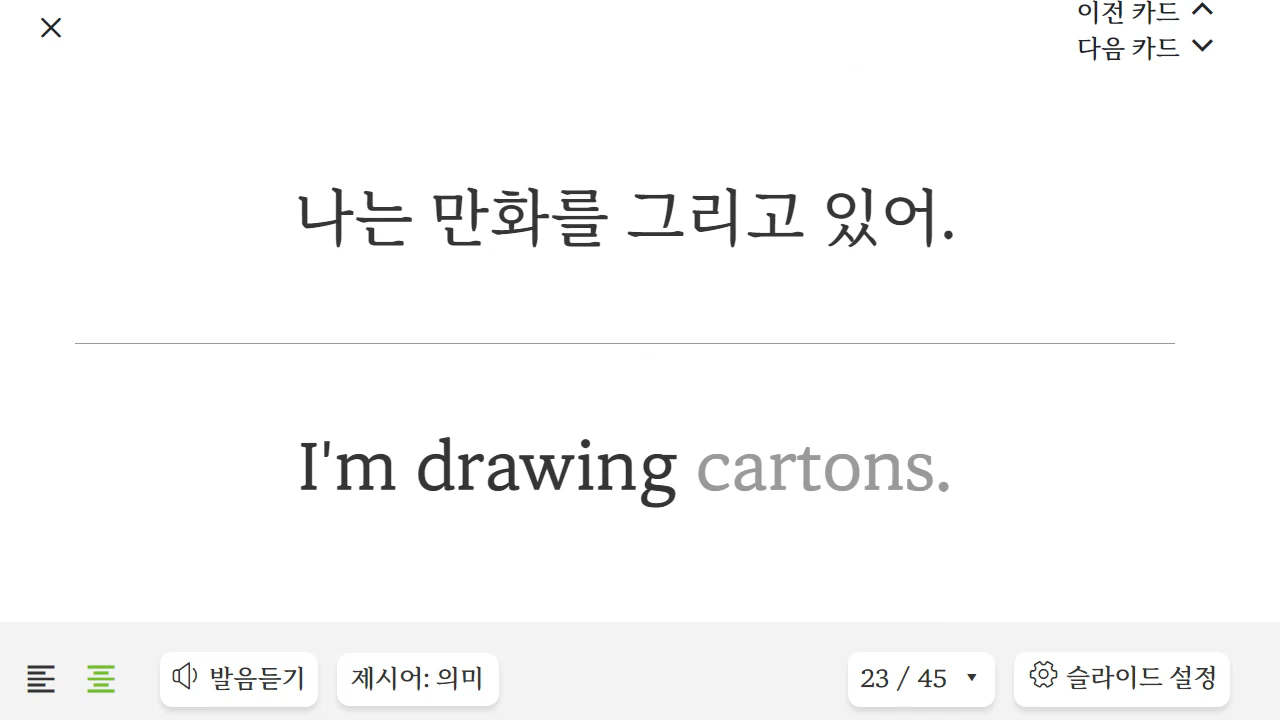 이전 카드
다음 카드
나는 만화를 그리고 있어.
I'm drawing cartons.
발음듣기
제시어: 의미
23 / 45
슬라이드 설정